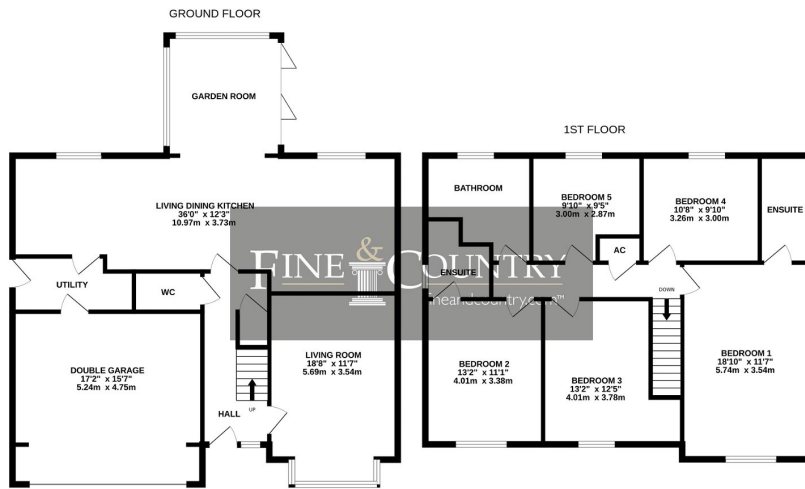 GROUND FLOOR
GARDEN ROOM
LIVING DINING KITCHEN
36'0" x 12'3"
10.97m x 3.73m
UTILITY
WC
DOUBLE GARAGE
17'2" x 15'7"
5.24m x 4.75m
LIVING ROOM
18'8" x 11'7"
5.69m x 3.54m
HALL
UP
1ST FLOOR
BATHROOM
BEDROOM 5
9'10" x 9'5"
3.00m x 2.87m
BEDROOM 4
10'8" x 9'10"
3.26m x 3.00m
ENSUITE
AC
ENSUITE
DOWN
BEDROOM 2
13'2" x 11'1"
4.01m x 3.38m
BEDROOM 3
13'2" x 12'5"
4.01m x 3.78m
BEDROOM 1
18'10" x 11'7"
5.74m x 3.54m
FINE & COUNTRY
neandcountry.com™